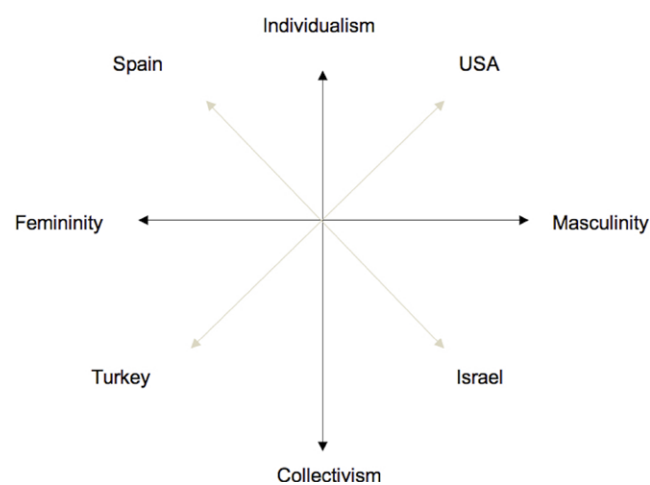 Individualism
Spain
USA
Femininity
Masculinity
Turkey
Israel
Collectivism